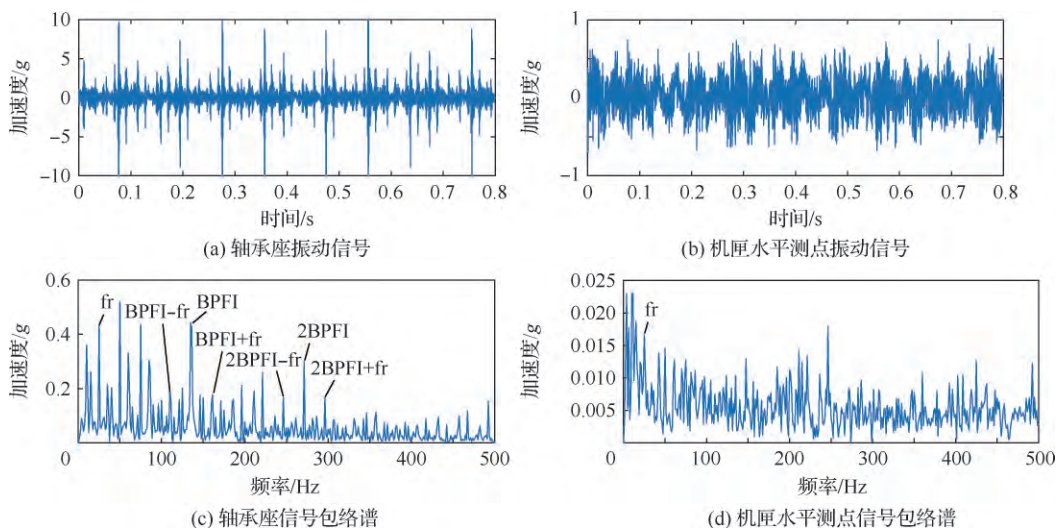 10
5
0
−5
−10
加速度/g
0 0.1 0.2 0.3 0.4 0.5 0.6 0.7 0.8
时间/s
(a) 轴承座振动信号
1
0
−1
加速度/g
0 0.1 0.2 0.3 0.4 0.5 0.6 0.7 0.8
时间/s
(b) 机匣水平测点振动信号
0.6
0.4
0.2
加速度/g
fr
BPFI−fr
BPFI
BPFI+fr
2BPFI−fr
2BPFI
2BPFI+fr
0 100 200 300 400 500
频率/Hz
(c) 轴承座信号包络谱
0.025
0.020
0.015
0.010
0.005
加速度/g
fr
0 100 200 300 400 500
频率/Hz
(d) 机匣水平测点信号包络谱